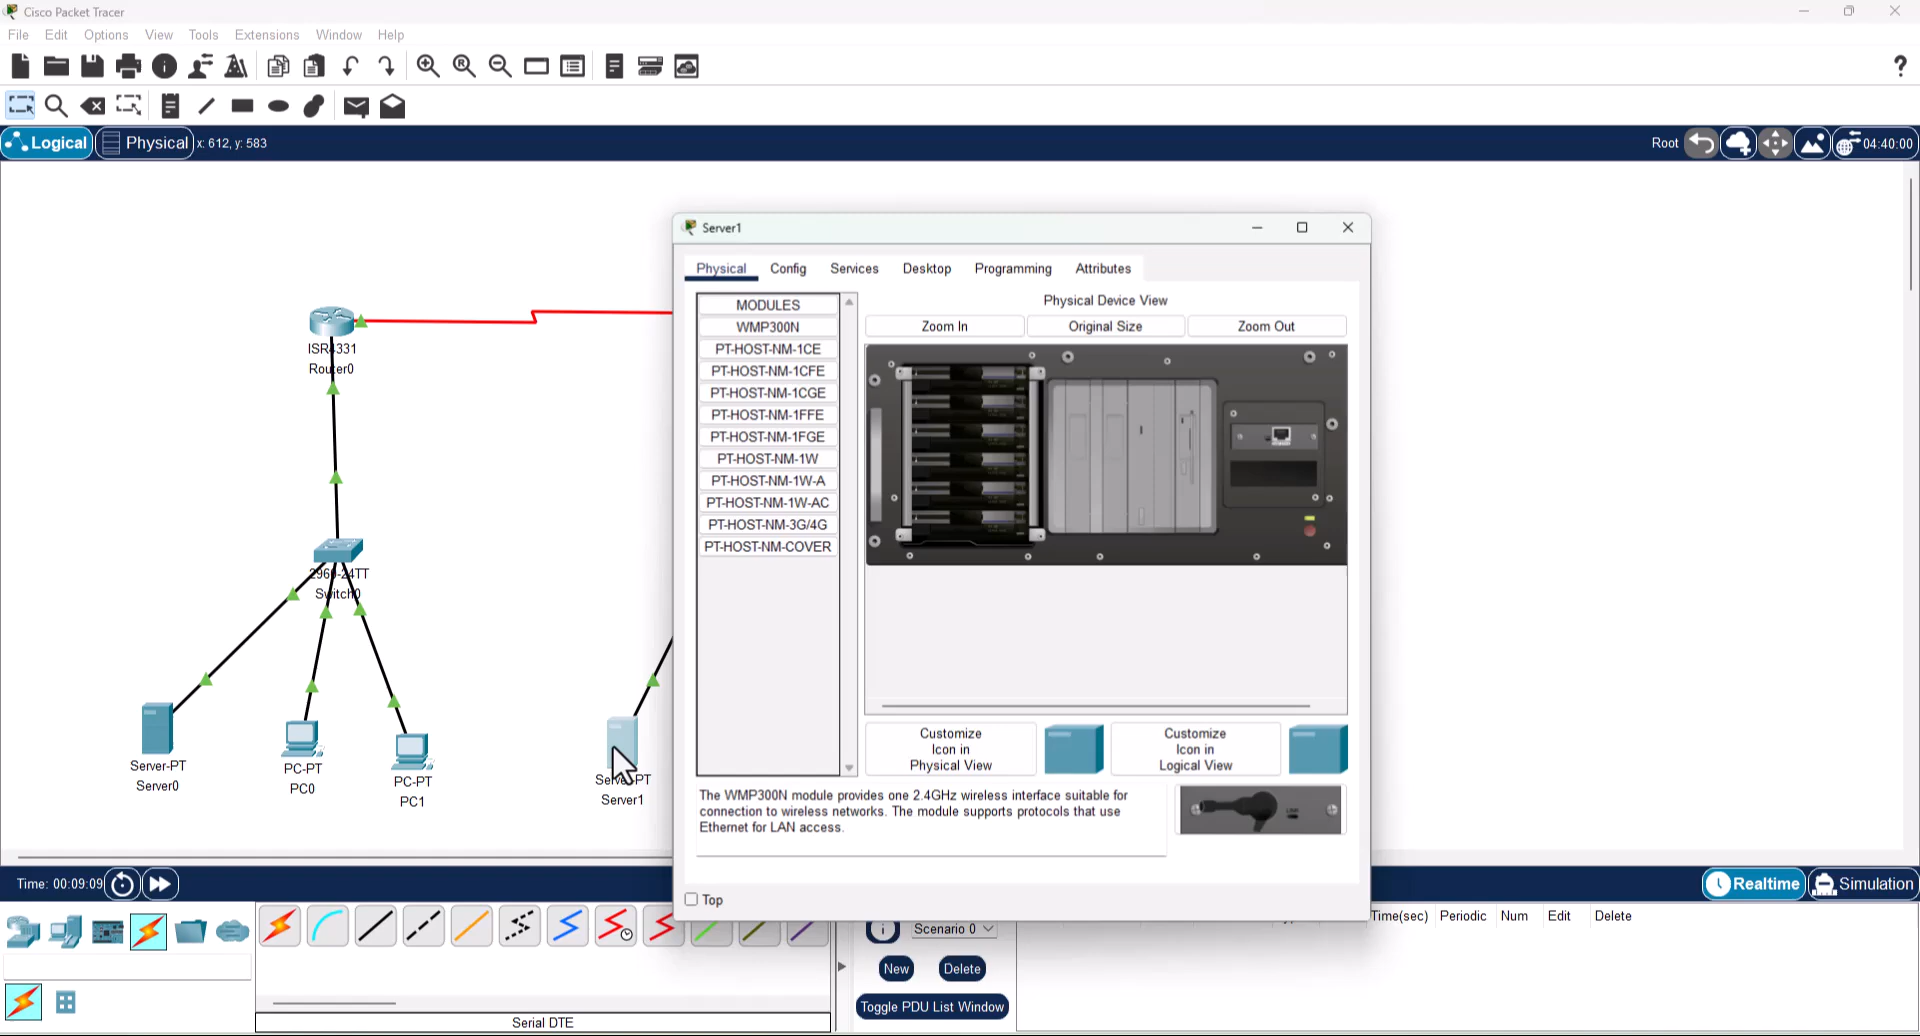 Cisco Packet Tracer
File Edit Options View Tools Extensions Window Help
?
Logical Physical x: 612, y: 583 Root 04:40:00
Server1
Physical Config Services Desktop Programming Attributes
MODULES
WMP300N
PT-HOST-NM-1CE
PT-HOST-NM-1CFE
PT-HOST-NM-1CGE
PT-HOST-NM-1FFE
PT-HOST-NM-1FGE
PT-HOST-NM-1W
PT-HOST-NM-1W-A
PT-HOST-NM-1W-AC
PT-HOST-NM-3G/4G
PT-HOST-NM-COVER
Physical Device View
Zoom In Original Size Zoom Out
Customize
Icon in
Physical View
Customize
Icon in
Logical View
The WMP300N module provides one 2.4GHz wireless interface suitable for
connection to wireless networks. The module supports protocols that use
Ethernet for LAN access.
Top
ISR4331
Router0
2960-24TT
Switch0
Server-PT
Server0
PC-PT
PC0
PC-PT
PC1
Server-PT
Server1
Time: 00:09:09 Realtime Simulation
Scenario 0
Time(sec) Periodic Num Edit Delete
New Delete
Toggle PDU List Window
Serial DTE